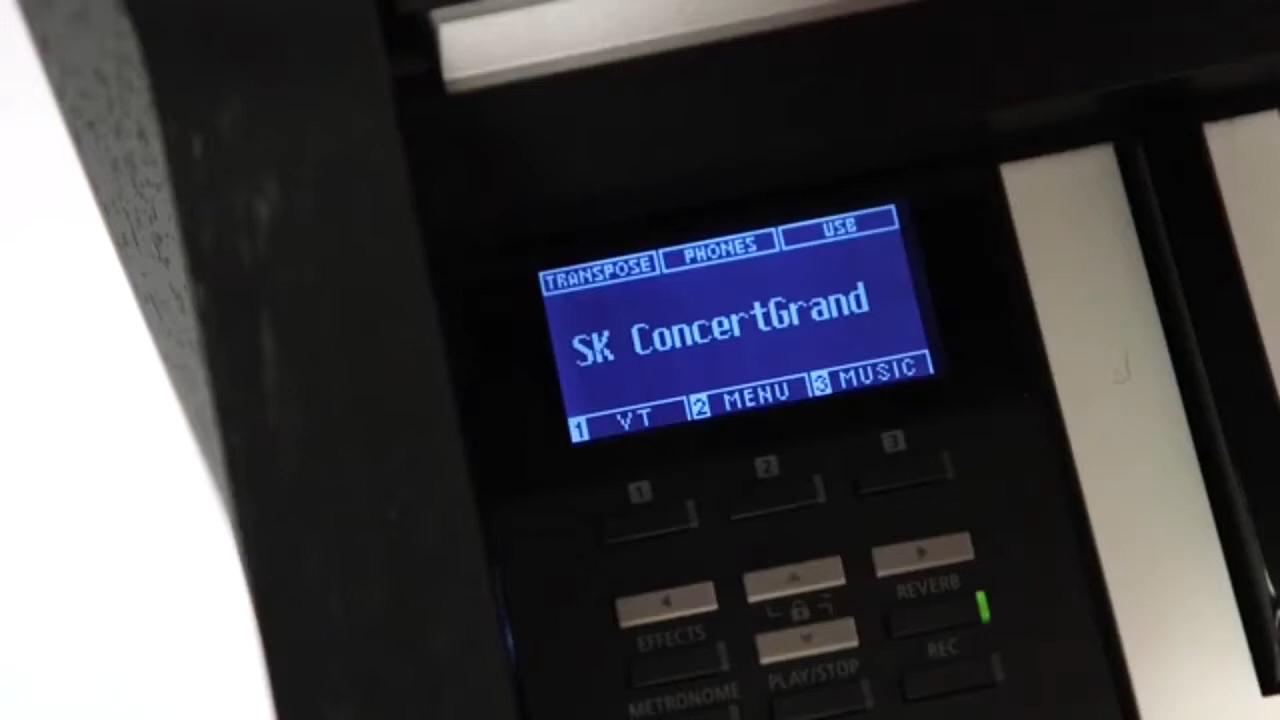 TRANSPOSE PHONES USB
SK ConcertGrand
1 VT 2 MENU 3 MUSIC
1 2 3
EFFECTS REVERB
METRONOME PLAY/STOP REC